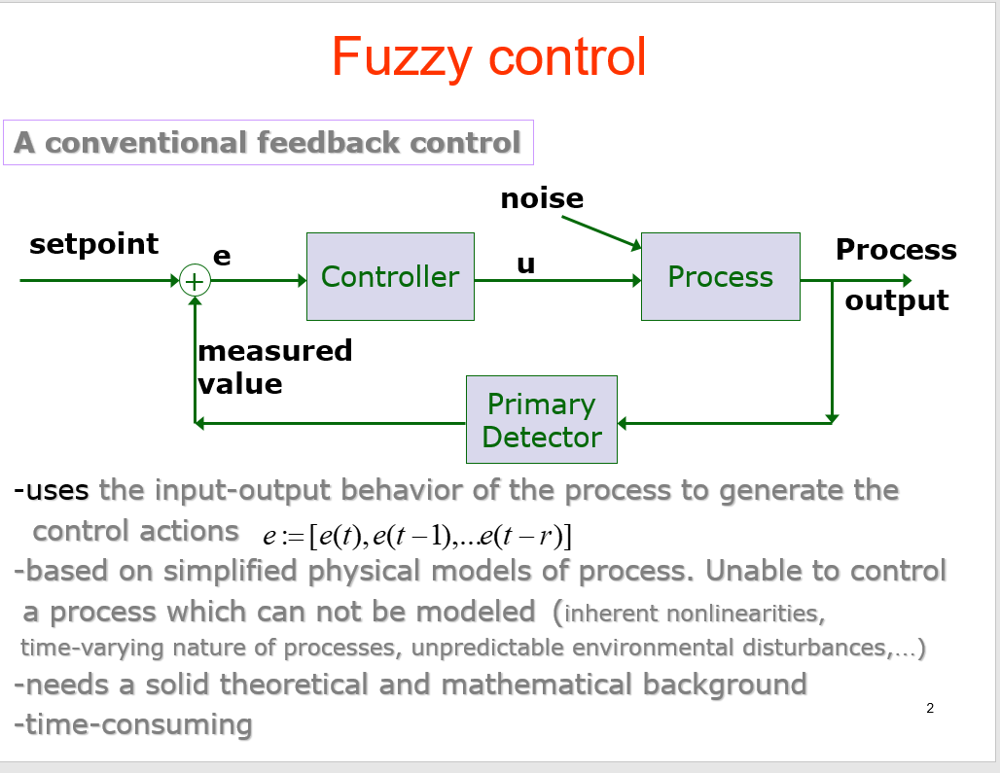 Fuzzy control
A conventional feedback control
noise
setpoint
e
Controller
u
Process
Process
output
+
measured
value
Primary
Detector
-uses the input-output behavior of the process to generate the
control actions e := [e(t), e(t − 1),...e(t − r)]
-based on simplified physical models of process. Unable to control
a process which can not be modeled (inherent nonlinearities,
time-varying nature of processes, unpredictable environmental disturbances,...)
-needs a solid theoretical and mathematical background
-time-consuming
2